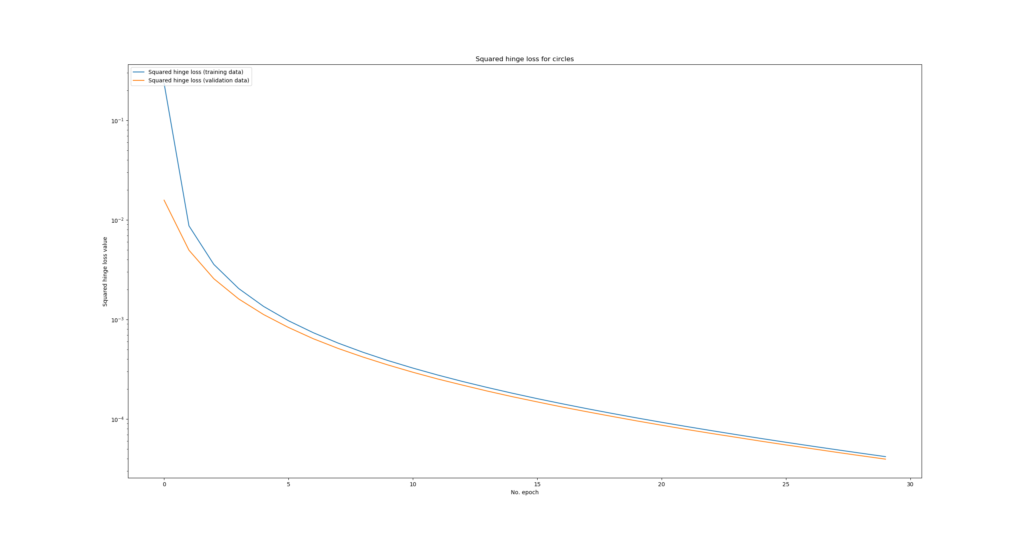 Squared hinge loss for circles
Squared hinge loss (training data)
Squared hinge loss (validation data)
10⁻¹
10⁻²
10⁻³
10⁻⁴
Squared hinge loss value
0 5 10 15 20 25 30
No. epoch